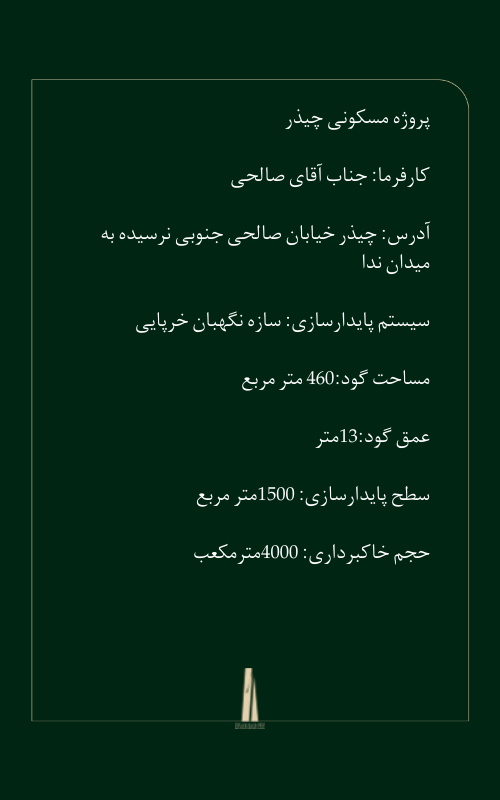 پروژه مسکونی چیذر
کارفرما: جناب آقای صالحی
آدرس: چیذر خیابان صالحی جنوبی نرسیده به
میدان ندا
سیستم پایدارسازی: سازه نگهبان خرپایی
مساحت گود:460 متر مربع
عمق گود:13متر
سطح پایدارسازی: 1500متر مربع
حجم خاکبرداری: 4000مترمکعب